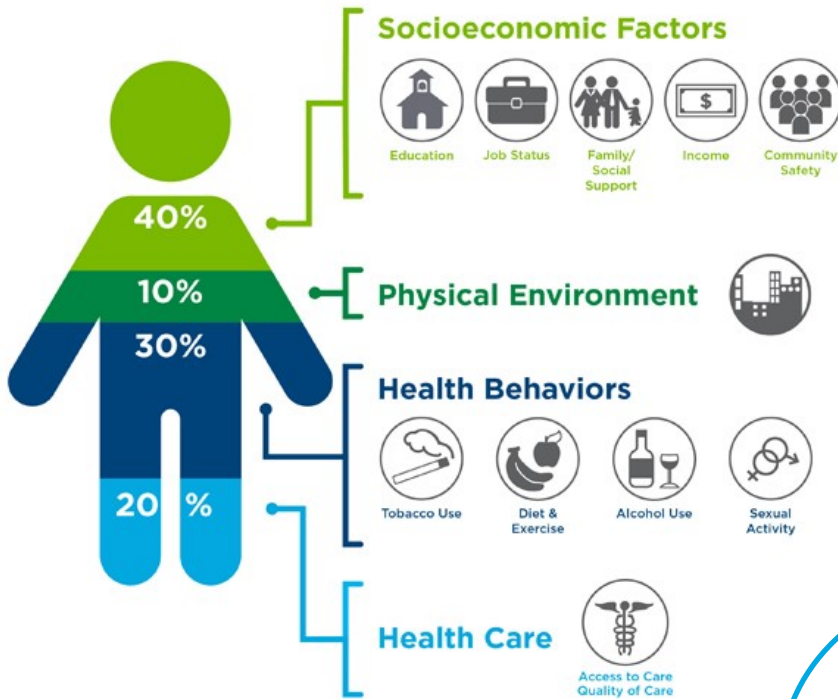 Socioeconomic Factors
Education
Job Status
Family/
Social
Support
Income
$
Community
Safety
40%
10%
Physical Environment
30%
Health Behaviors
Tobacco Use
Diet &
Exercise
Alcohol Use
Sexual
Activity
20 %
Health Care
Access to Care
Quality of Care